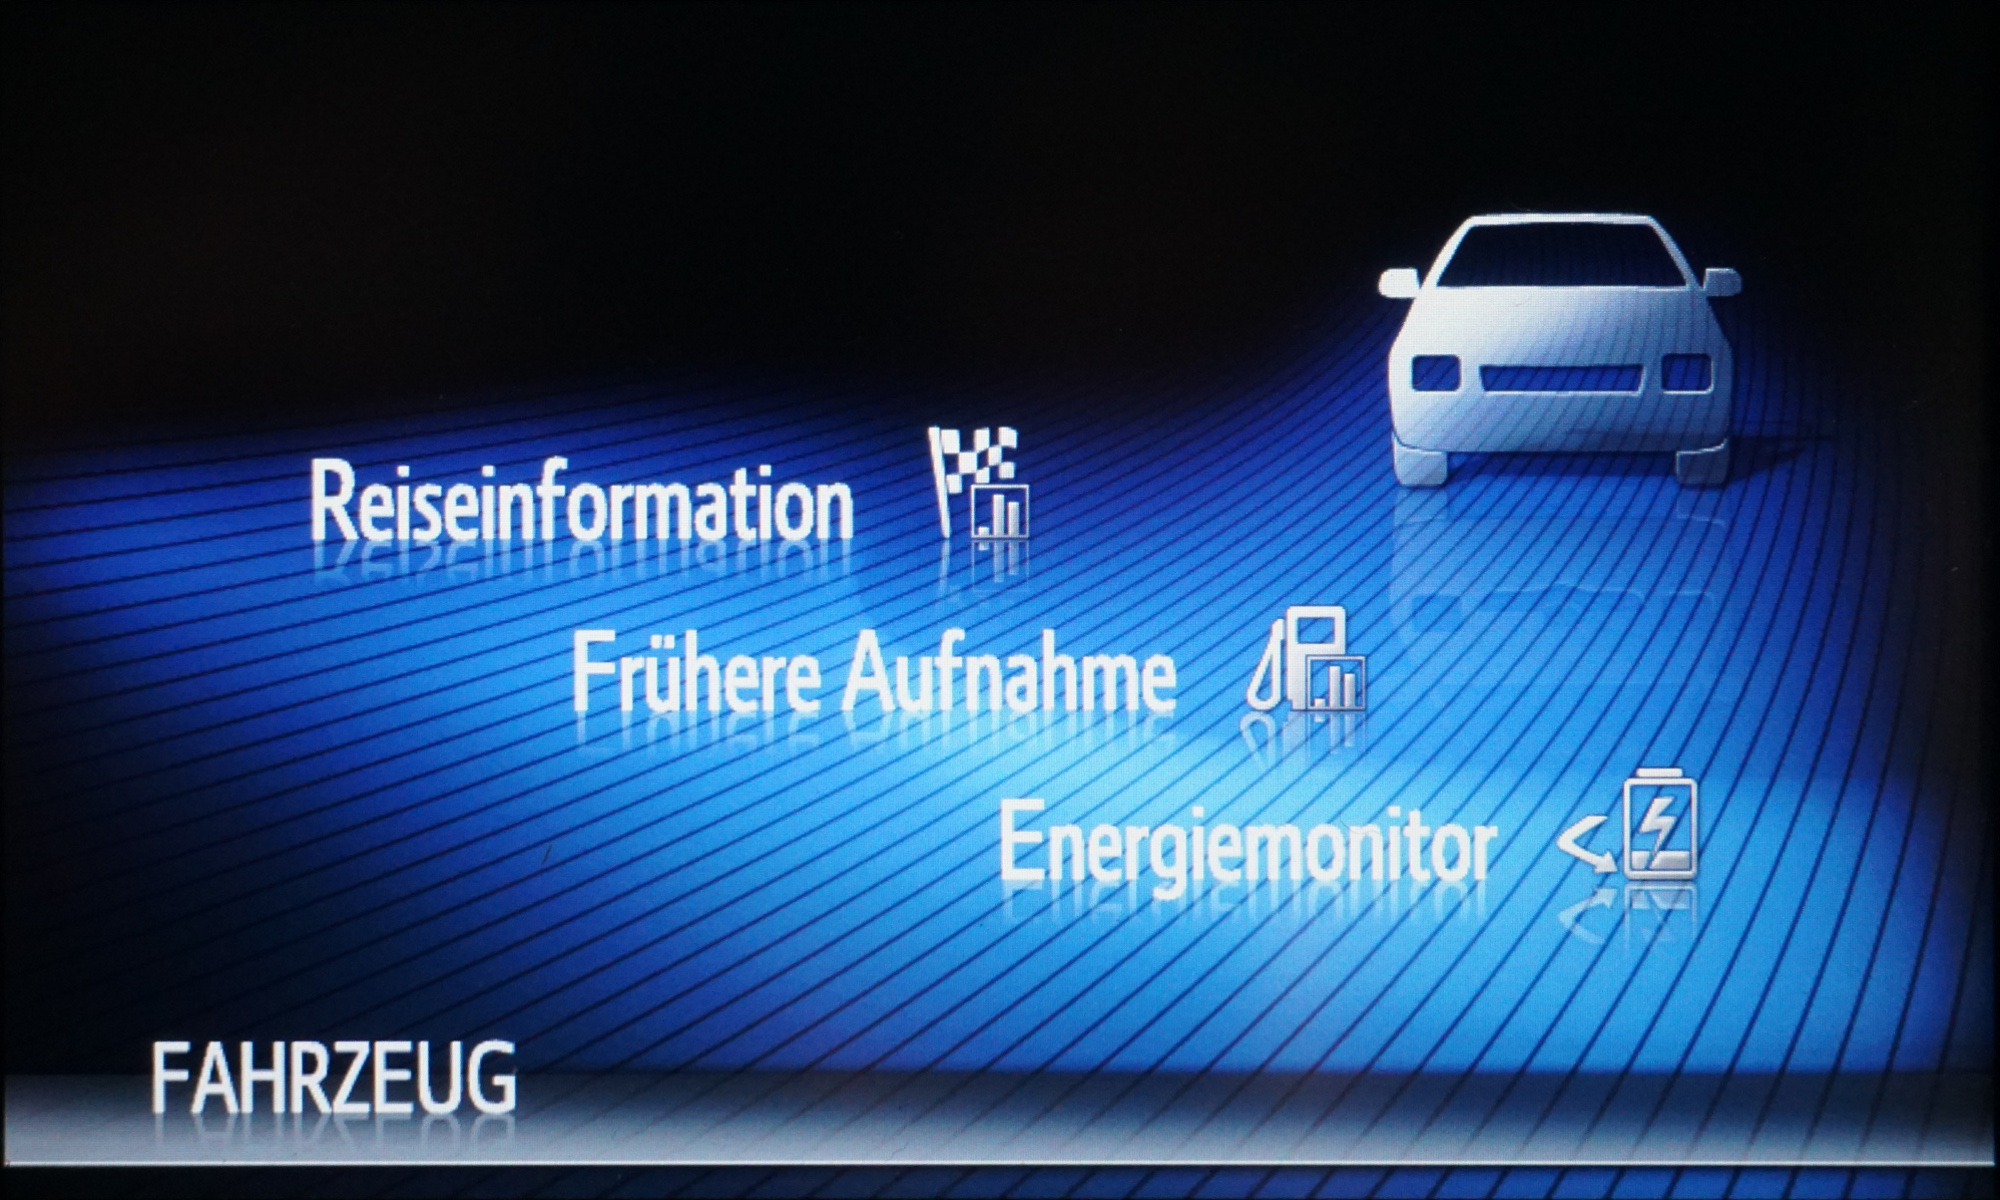 Reiseinformation
Frühere Aufnahme
Energiemonitor
FAHRZEUG